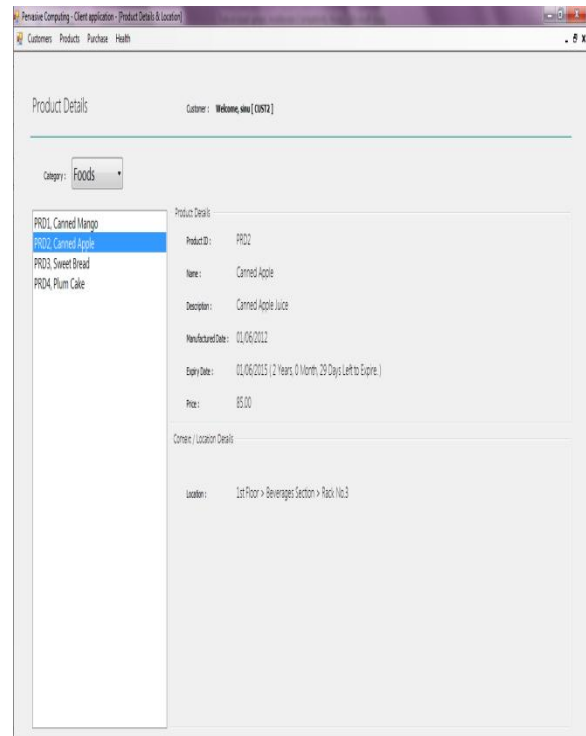 Pervasive Computing - Client application - [Product Details & Location]
Customers Products Purchase Health
Product Details
Customer : Welcome, sinu [ CUST2 ]
Category : Foods
PRD1, Canned Mango
PRD2, Canned Apple
PRD3, Sweet Bread
PRD4, Plum Cake
Product Details
Product ID : PRD2
Name : Canned Apple
Description : Canned Apple Juice
Manufactured Date : 01/06/2012
Expiry Date : 01/06/2015 ( 2 Years, 0 Month, 29 Days Left to Expire. )
Price : 85.00
/ Location Details
Location : 1st Floor > Beverages Section > Rack No.3